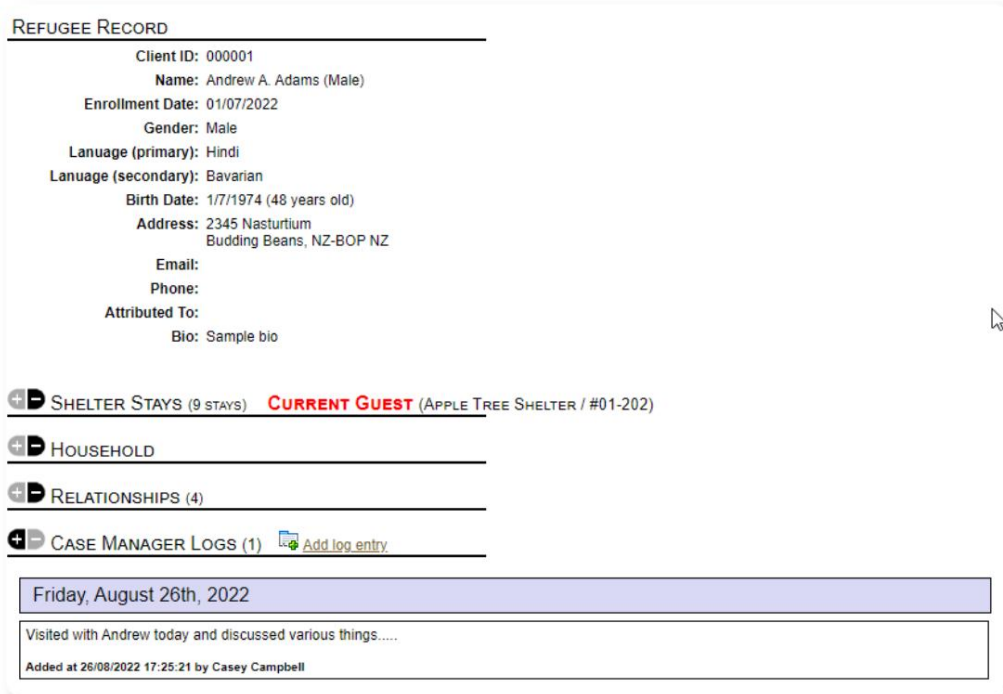 REFUGEE RECORD
Client ID: 000001
Name: Andrew A. Adams (Male)
Enrollment Date: 01/07/2022
Gender: Male
Lanuage (primary): Hindi
Lanuage (secondary): Bavarian
Birth Date: 1/7/1974 (48 years old)
Address: 2345 Nasturtium
Budding Beans, NZ-BOP NZ
Email:
Phone:
Attributed To:
Bio: Sample bio
SHELTER STAYS (9 STAYS) CURRENT GUEST (APPLE TREE SHELTER / #01-202)
HOUSEHOLD
RELATIONSHIPS (4)
CASE MANAGER LOGS (1) Add log entry
Friday, August 26th, 2022
Visited with Andrew today and discussed various things.....
Added at 26/08/2022 17:25:21 by Casey Campbell